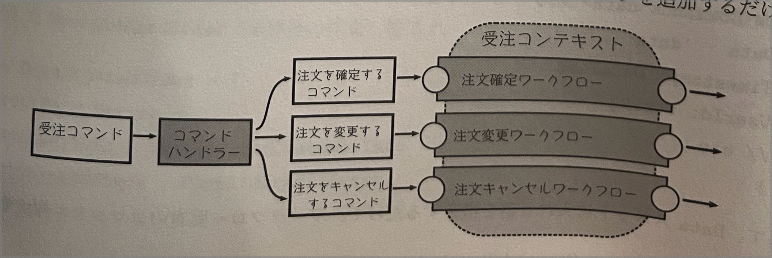 を追加するだけ
受注コンテキスト
注文を確定する
コマンド
注文確定ワークフロー
受注コマンド
コマンド
ハンドラー
注文を変更する
コマンド
注文変更ワークフロー
注文をキャンセル
するコマンド
注文キャンセルワークフロー